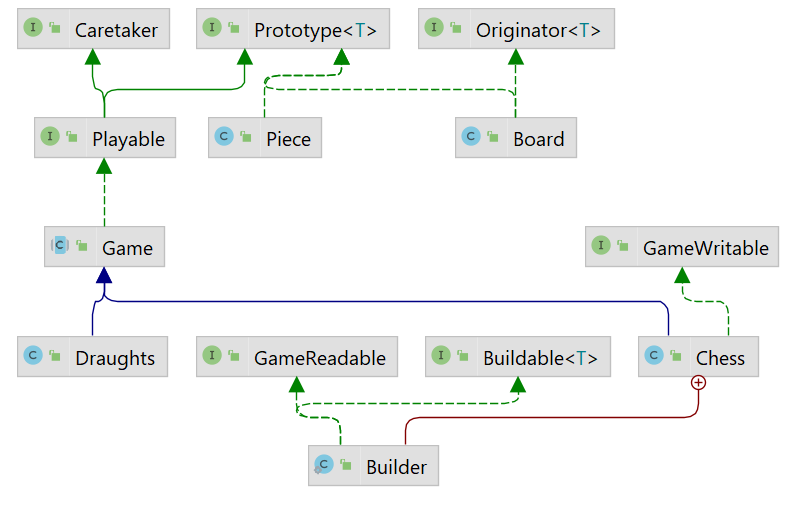 Caretaker
Prototype<T>
Originator<T>
Playable
Piece
Board
Game
GameWritable
Draughts
GameReadable
Buildable<T>
Chess
Builder